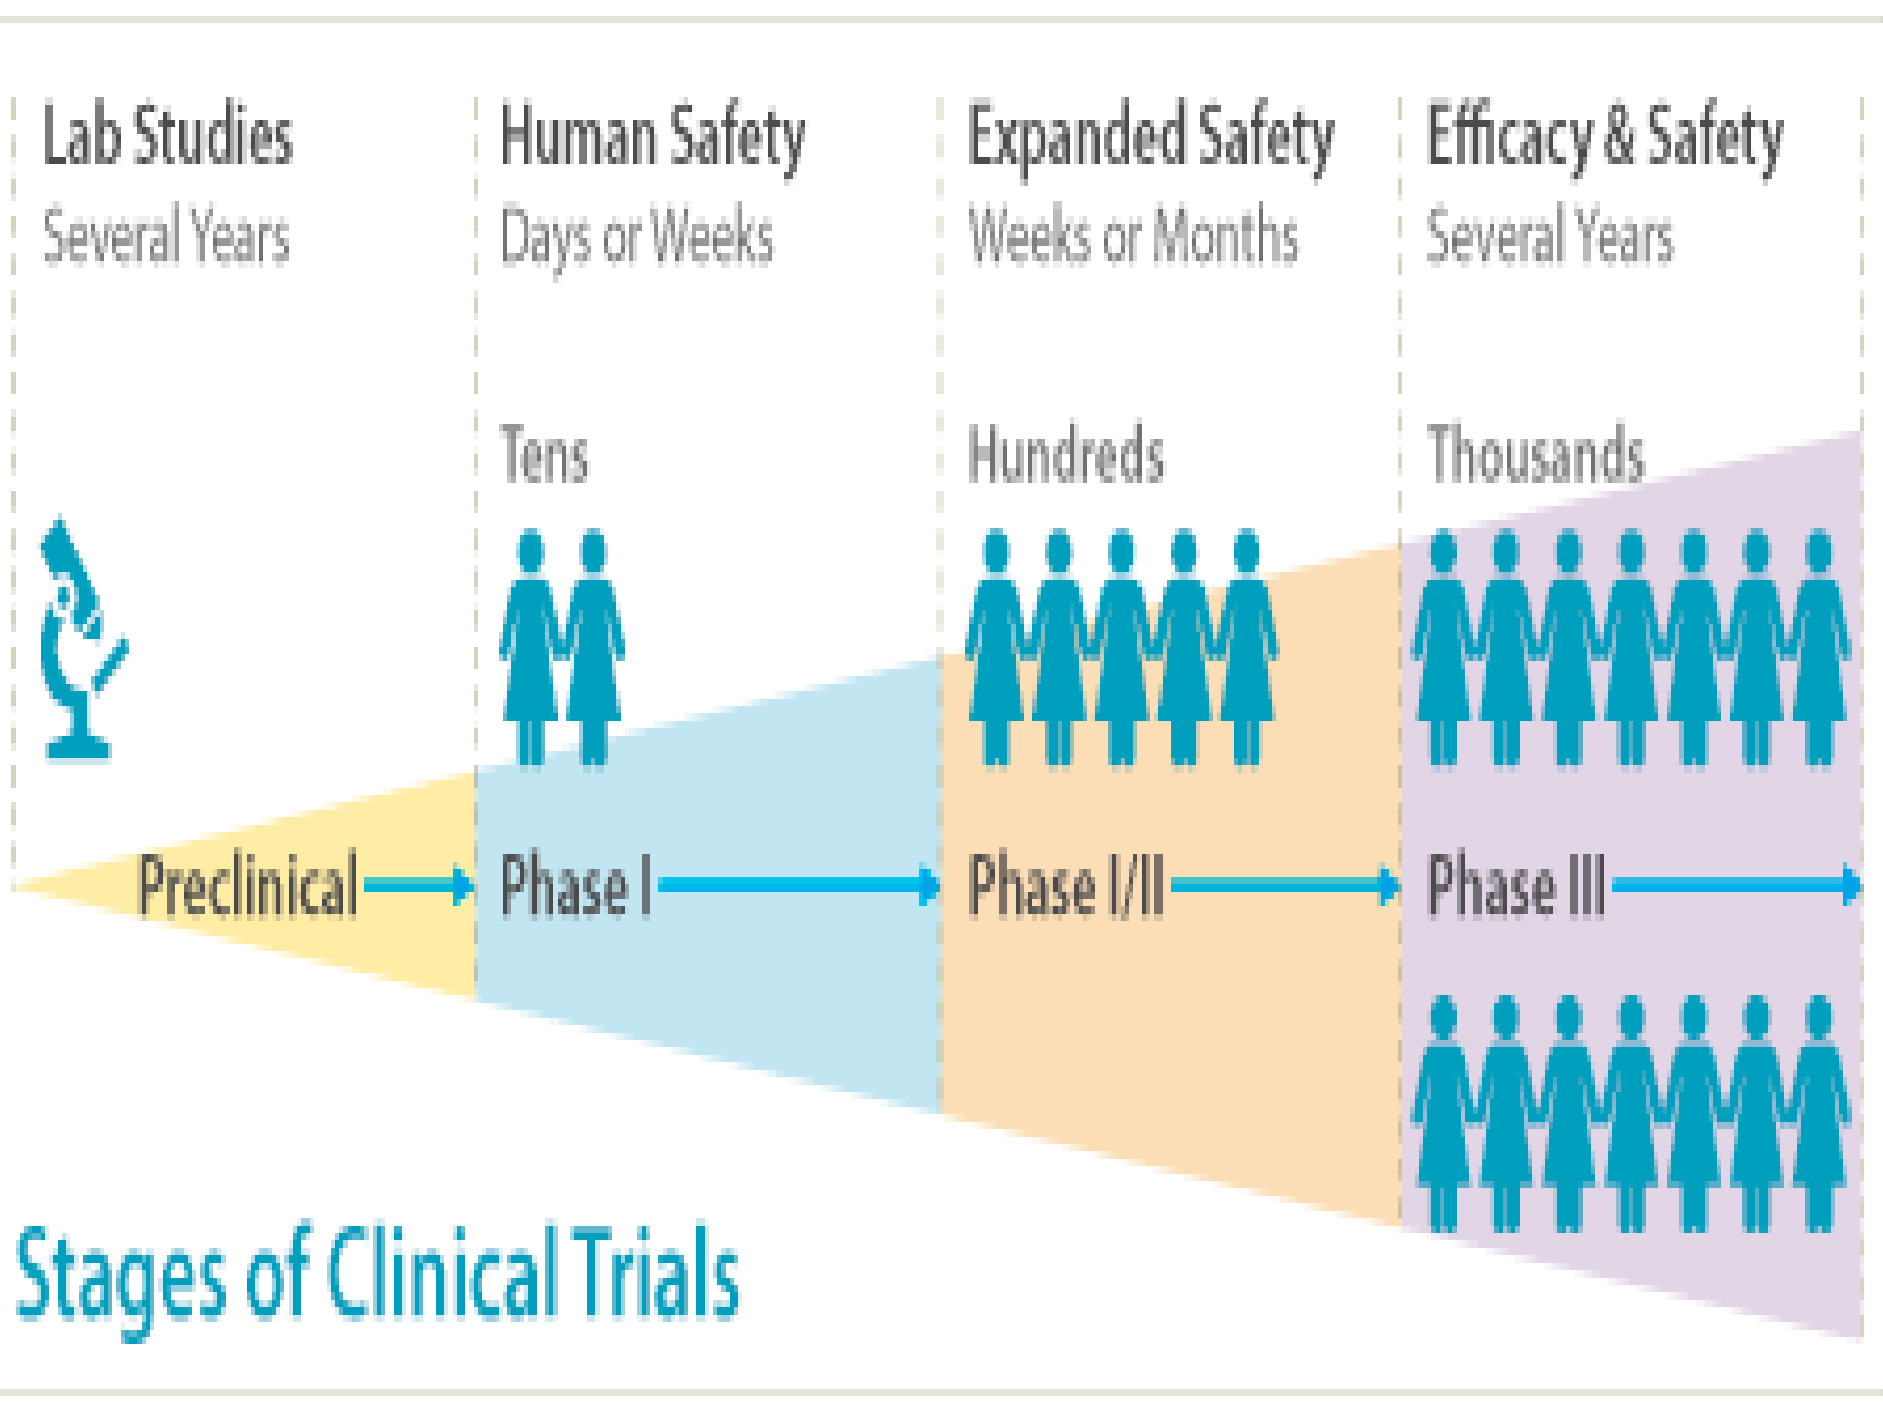 Lab Studies
Several Years
Human Safety
Days or Weeks
Expanded Safety
Weeks or Months
Efficacy & Safety
Several Years
Tens
Hundreds
Thousands
Preclinical
Phase I
Phase I/II
Phase III
Stages of Clinical Trials